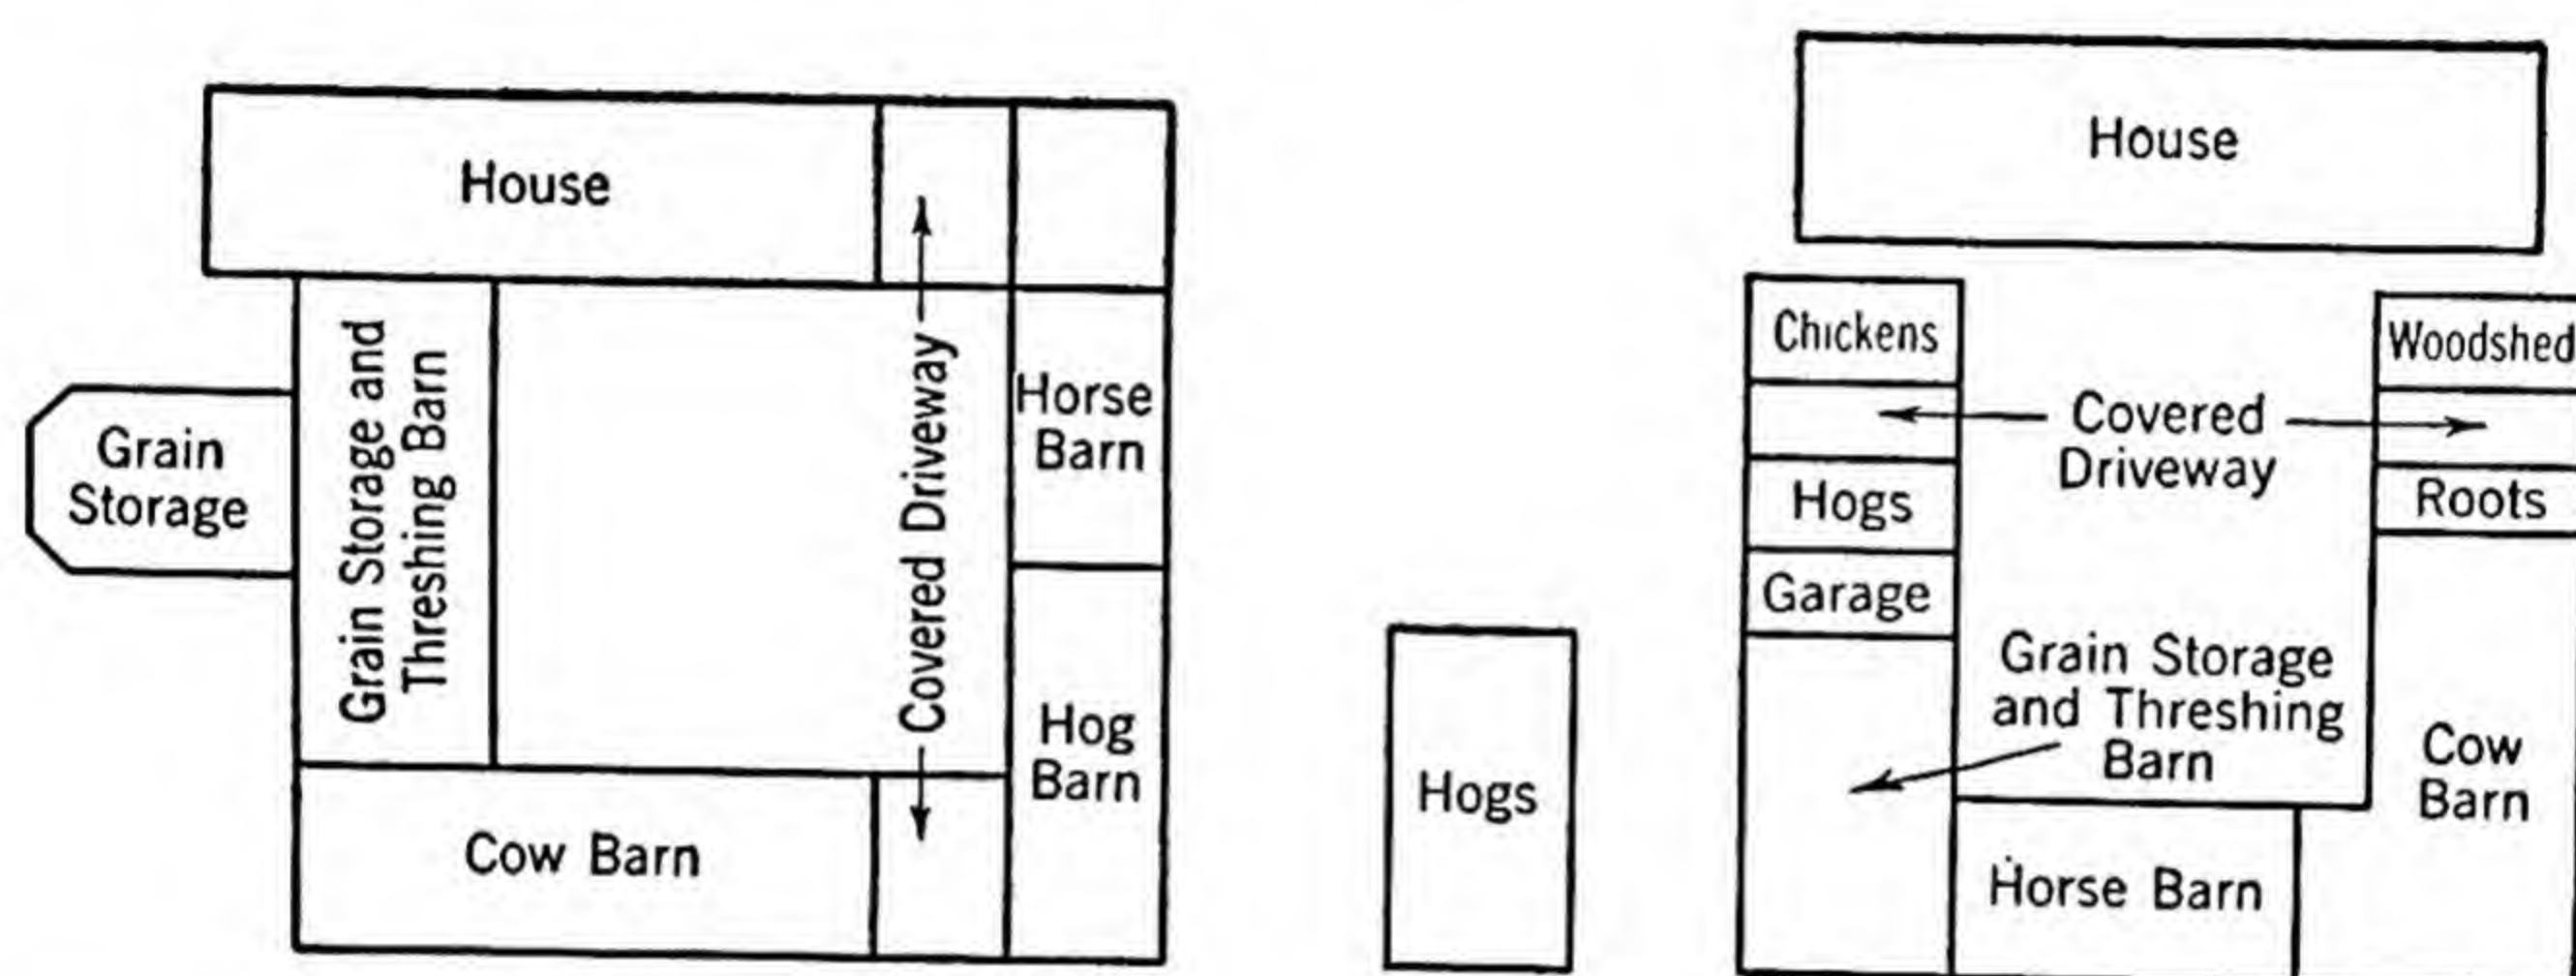 House
Grain
Storage
Grain Storage and
Threshing Barn
Covered Driveway
Horse
Barn
Hog
Barn
Cow Barn
House
Chickens
Hogs
Garage
Covered
Driveway
Woodshed
Roots
Grain Storage
and Threshing
Barn
Cow
Barn
Horse Barn
Hogs